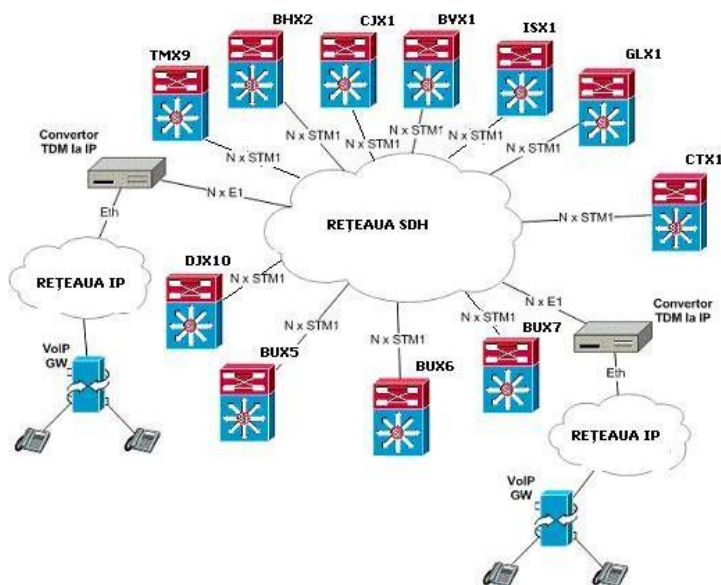 BHX2
CJX1
BVX1
ISX1
TMX9
GLX1
N x STM1
N x STM1
N x STM1
N x STM1
N x STM1
N x STM1
Convertor
TDM la IP
N x E1
CTX1
Eth
REȚEAUA SDH
N x STM1
REȚEAUA IP
DJX10
N x STM1
N x E1
Convertor
TDM la IP
N x STM1
N x STM1
N x STM1
BUX7
VoIP
GW
BUX5
BUX6
Eth
REȚEAUA IP
VoIP
GW